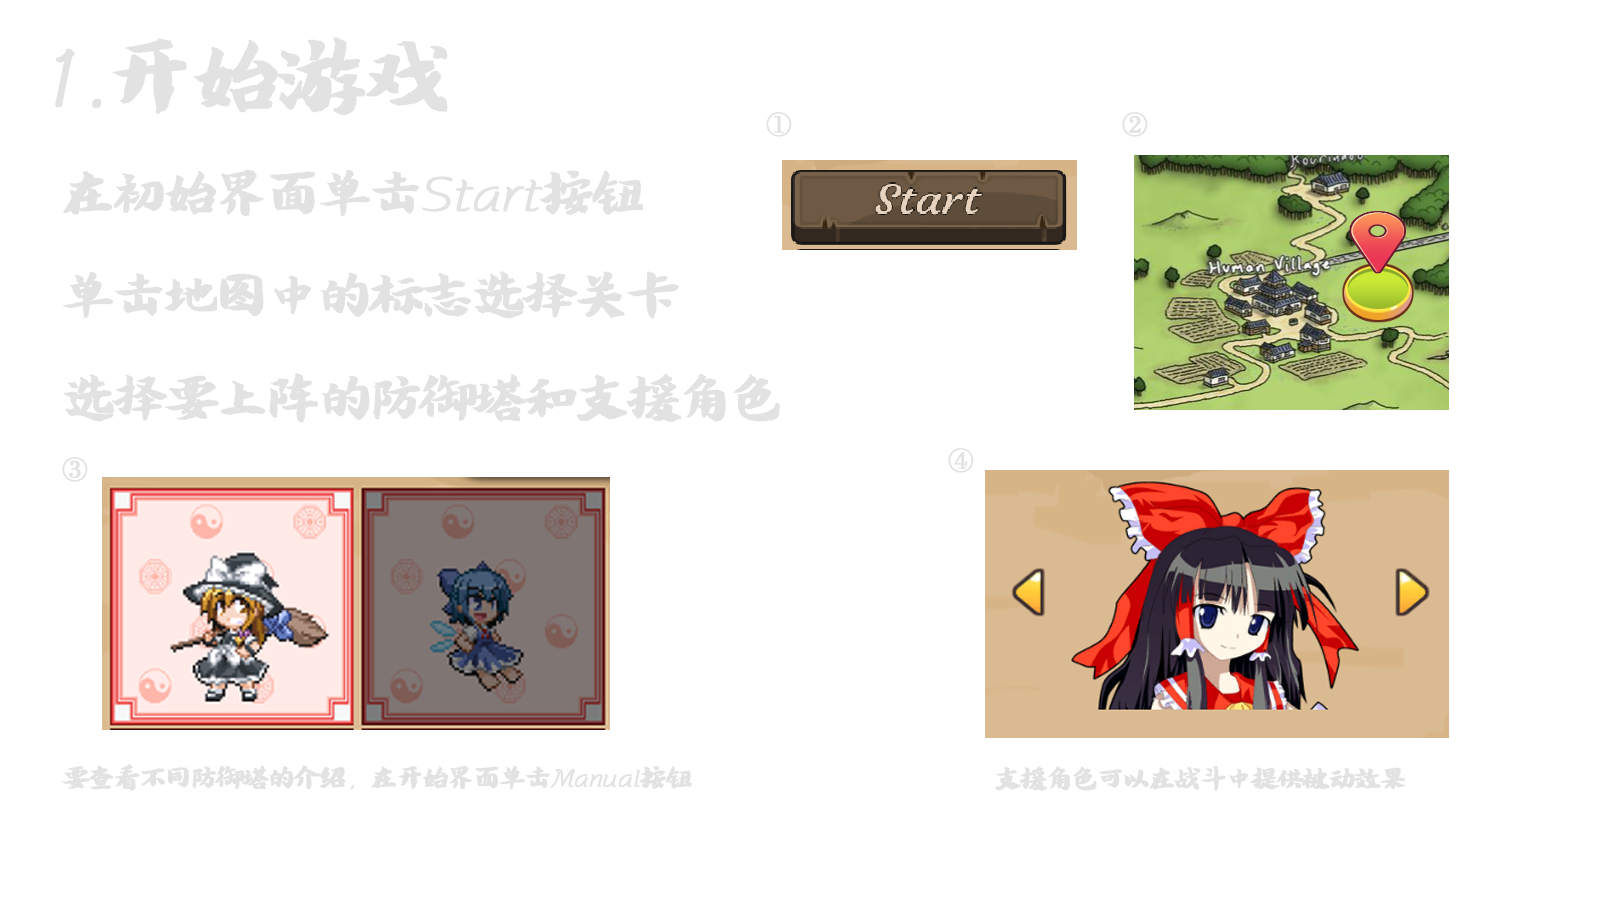 1.开始游戏
在初始界面单击Start按钮
单击地图中的标志选择关卡
选择要上阵的防御塔和支援角色
①
Start
②
Human Village
③
要查看不同防御塔的介绍，在开始界面单击Manual按钮
④
支援角色可以在战斗中提供被动效果